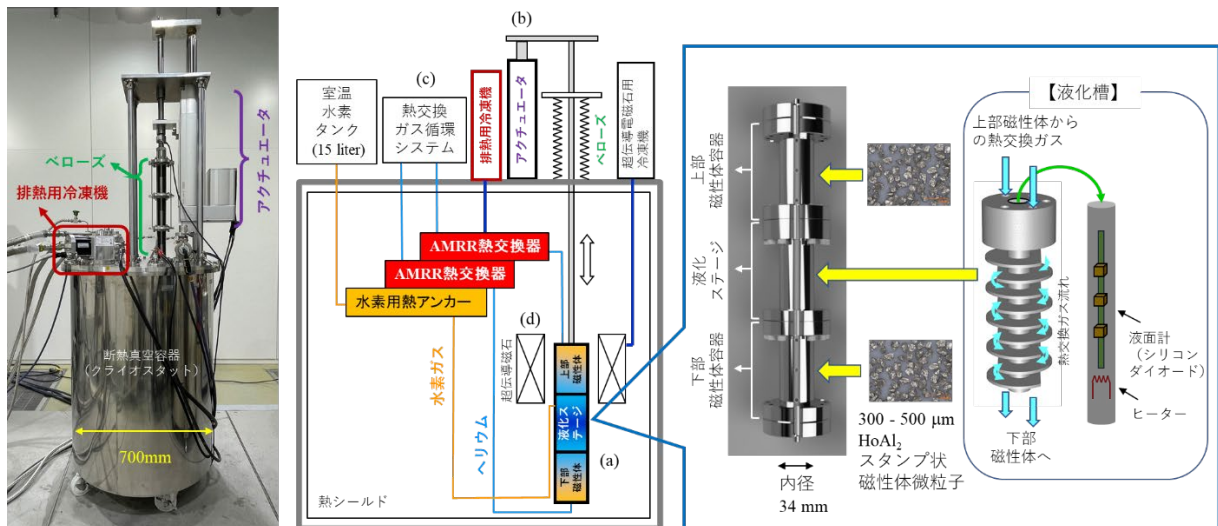 ベローズ
排熱用冷凍機
アクチュエータ
断熱真空容器
(クライオスタット)
700mm
(b)
(c)
室温
水素
タンク
(15 liter)
熱交換
ガス循環
システム
排熱用冷凍機
アクチュエータ
ベローズ
超伝導電磁石用
冷凍機
AMRR熱交換器
AMRR熱交換器
水素用熱アンカー
(d)
超伝導磁石
上部
磁性体
液化ス
テージ
下部
磁性体
(a)
水素ガス
ヘリウム
熱シールド
上部
磁性体容器
液化
ステージ
下部
磁性体容器
内径
34 mm
300 - 500 μm
HoAl2
スタンプ状
磁性体微粒子
【液化槽】
上部磁性体から
の熱交換ガス
熱交換ガス流れ
下部
磁性体へ
液面計
(シリコン
ダイオード)
ヒーター